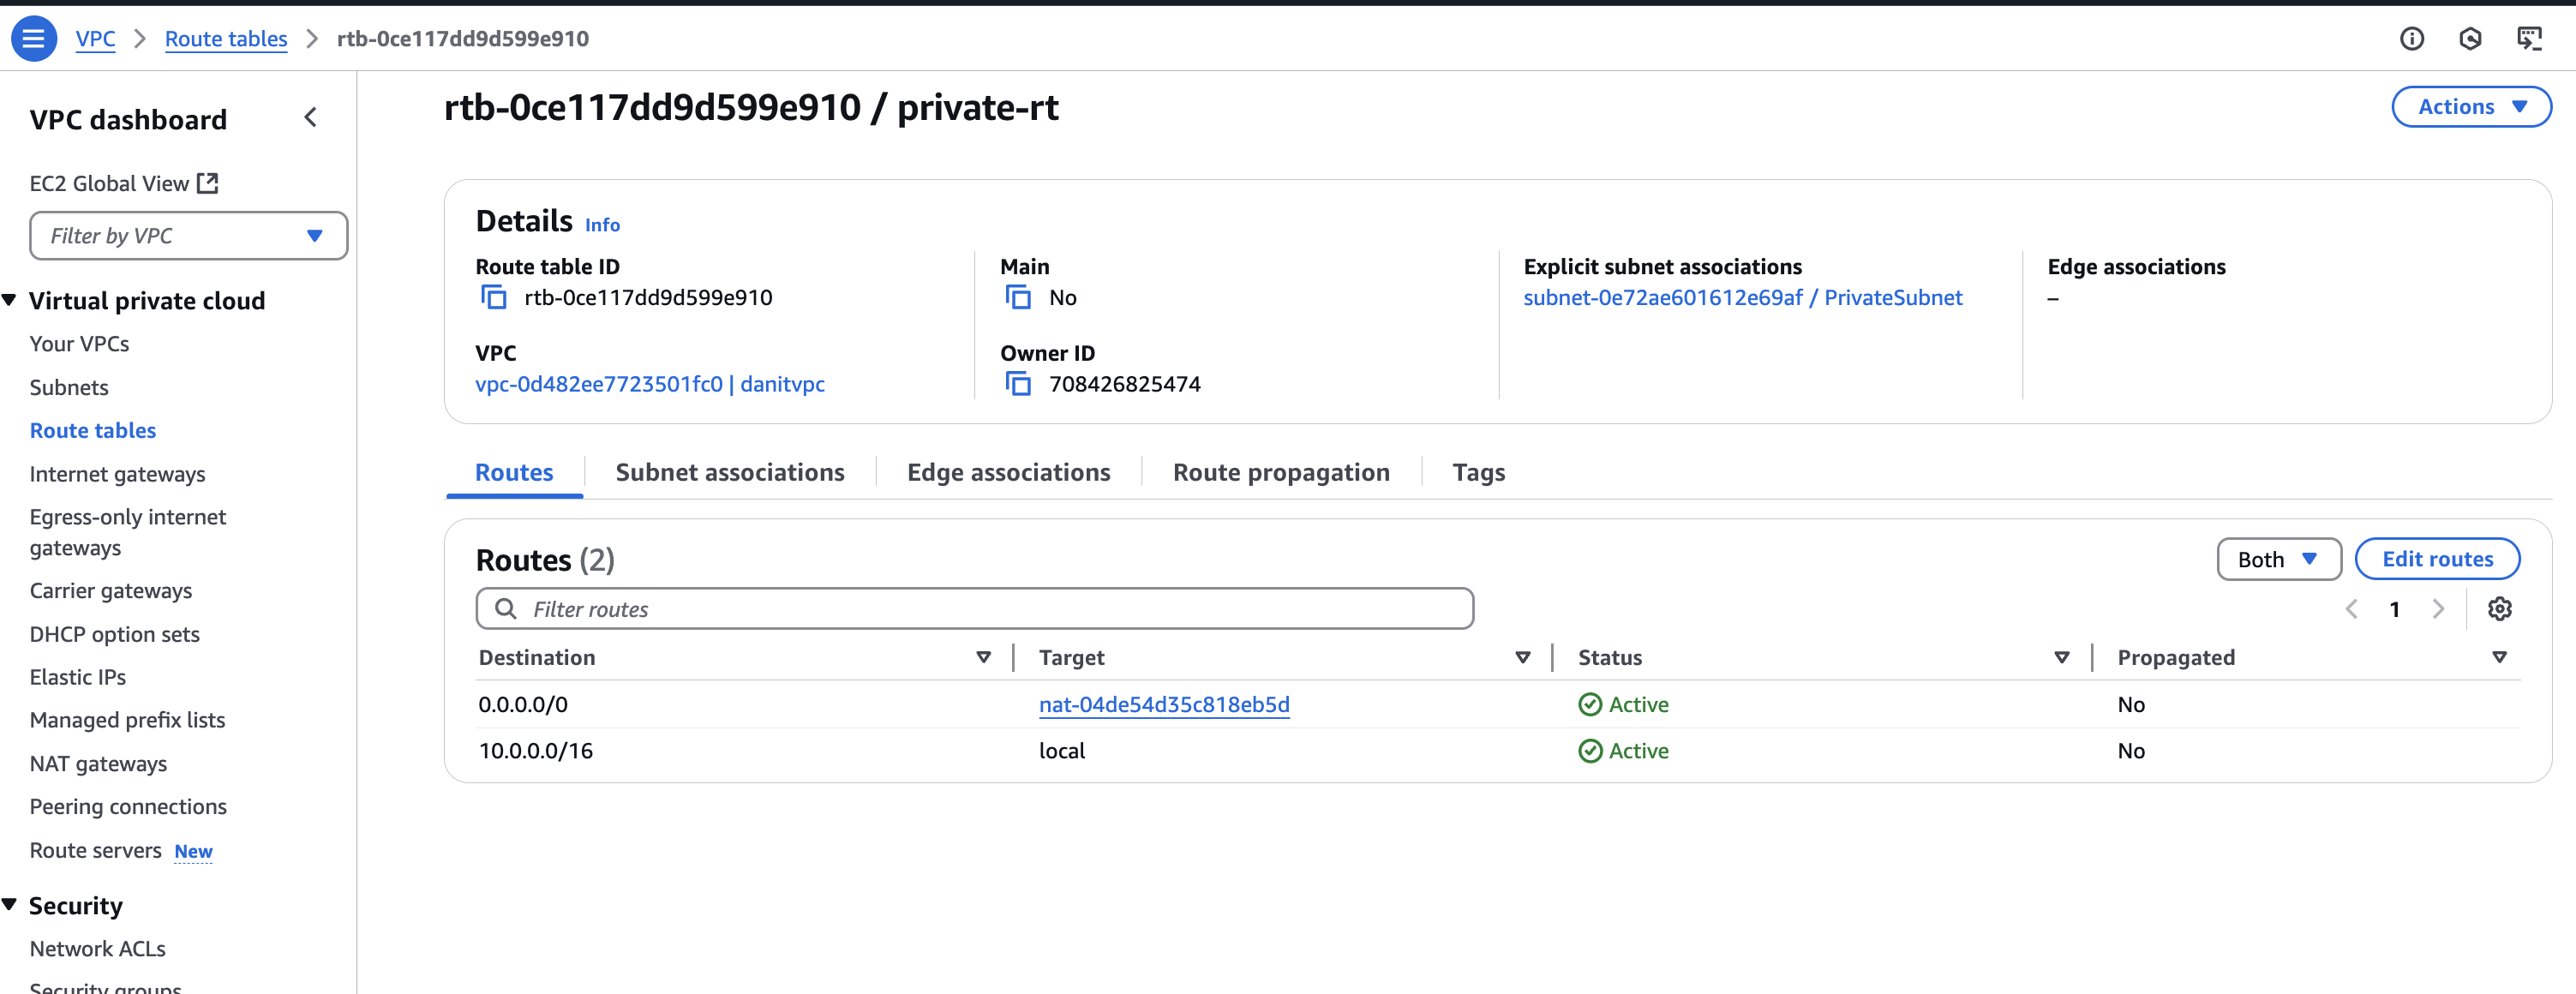 VPC > Route tables > rtb-0ce117dd9d599e910
VPC dashboard
EC2 Global View
Filter by VPC
Virtual private cloud
Your VPCs
Subnets
Route tables
Internet gateways
Egress-only internet
gateways
Carrier gateways
DHCP option sets
Elastic IPs
Managed prefix lists
NAT gateways
Peering connections
Route servers New
Security
Network ACLs
Security groups
rtb-0ce117dd9d599e910 / private-rt
Actions
Details Info
Route table ID
rtb-0ce117dd9d599e910
Main
No
Explicit subnet associations
subnet-0e72ae601612e69af / PrivateSubnet
Edge associations
–
VPC
vpc-0d482ee7723501fc0 | danitvpc
Owner ID
708426825474
Routes Subnet associations Edge associations Route propagation Tags
Routes (2)
Both
Edit routes
Filter routes
1
Destination Target Status Propagated
0.0.0.0/0 nat-04de54d35c818eb5d Active No
10.0.0.0/16 local Active No